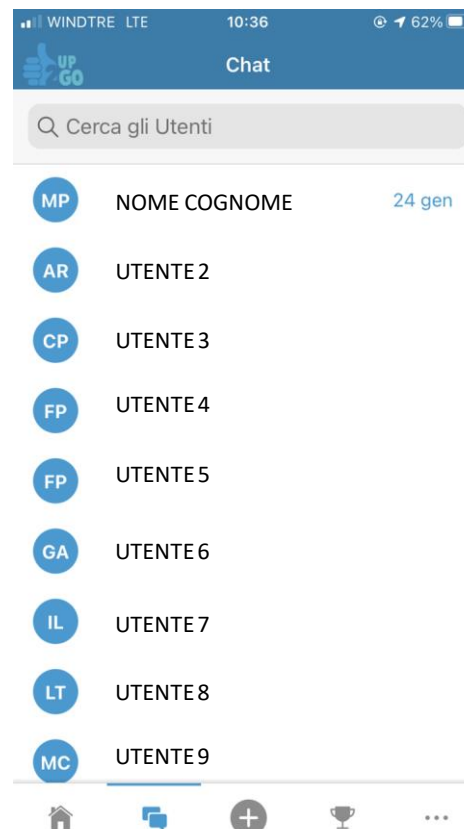 WINDTRE LTE 10:36 62%
UP
GO
Chat
Cerca gli Utenti
MP NOME COGNOME 24 gen
AR UTENTE 2
CP UTENTE 3
FP UTENTE 4
FP UTENTE 5
GA UTENTE 6
IL UTENTE 7
LT UTENTE 8
MC UTENTE 9